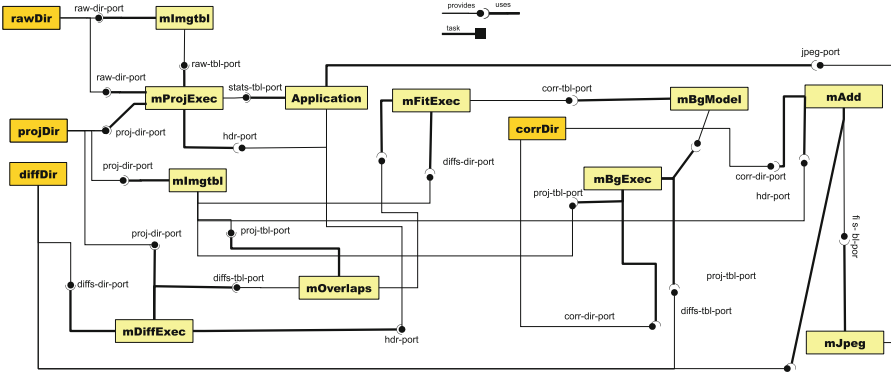 provides
uses
task
rawDir
raw-dir-port
mImgtbl
jpeg-port
raw-tbl-port
raw-dir-port
mProjExec
stats-tbl-port
Application
mFitExec
corr-tbl-port
mBgModel
mAdd
projDir
proj-dir-port
hdr-port
corrDir
diffDir
proj-dir-port
mImgtbl
diffs-dir-port
mBgExec
corr-dir-port
proj-tbl-port
hdr-port
proj-dir-port
proj-tbl-port
diffs-dir-port
diffs-tbl-port
mOverlaps
proj-tbl-port
diffs-tbl-port
mDiffExec
hdr-port
corr-dir-port
mJpeg